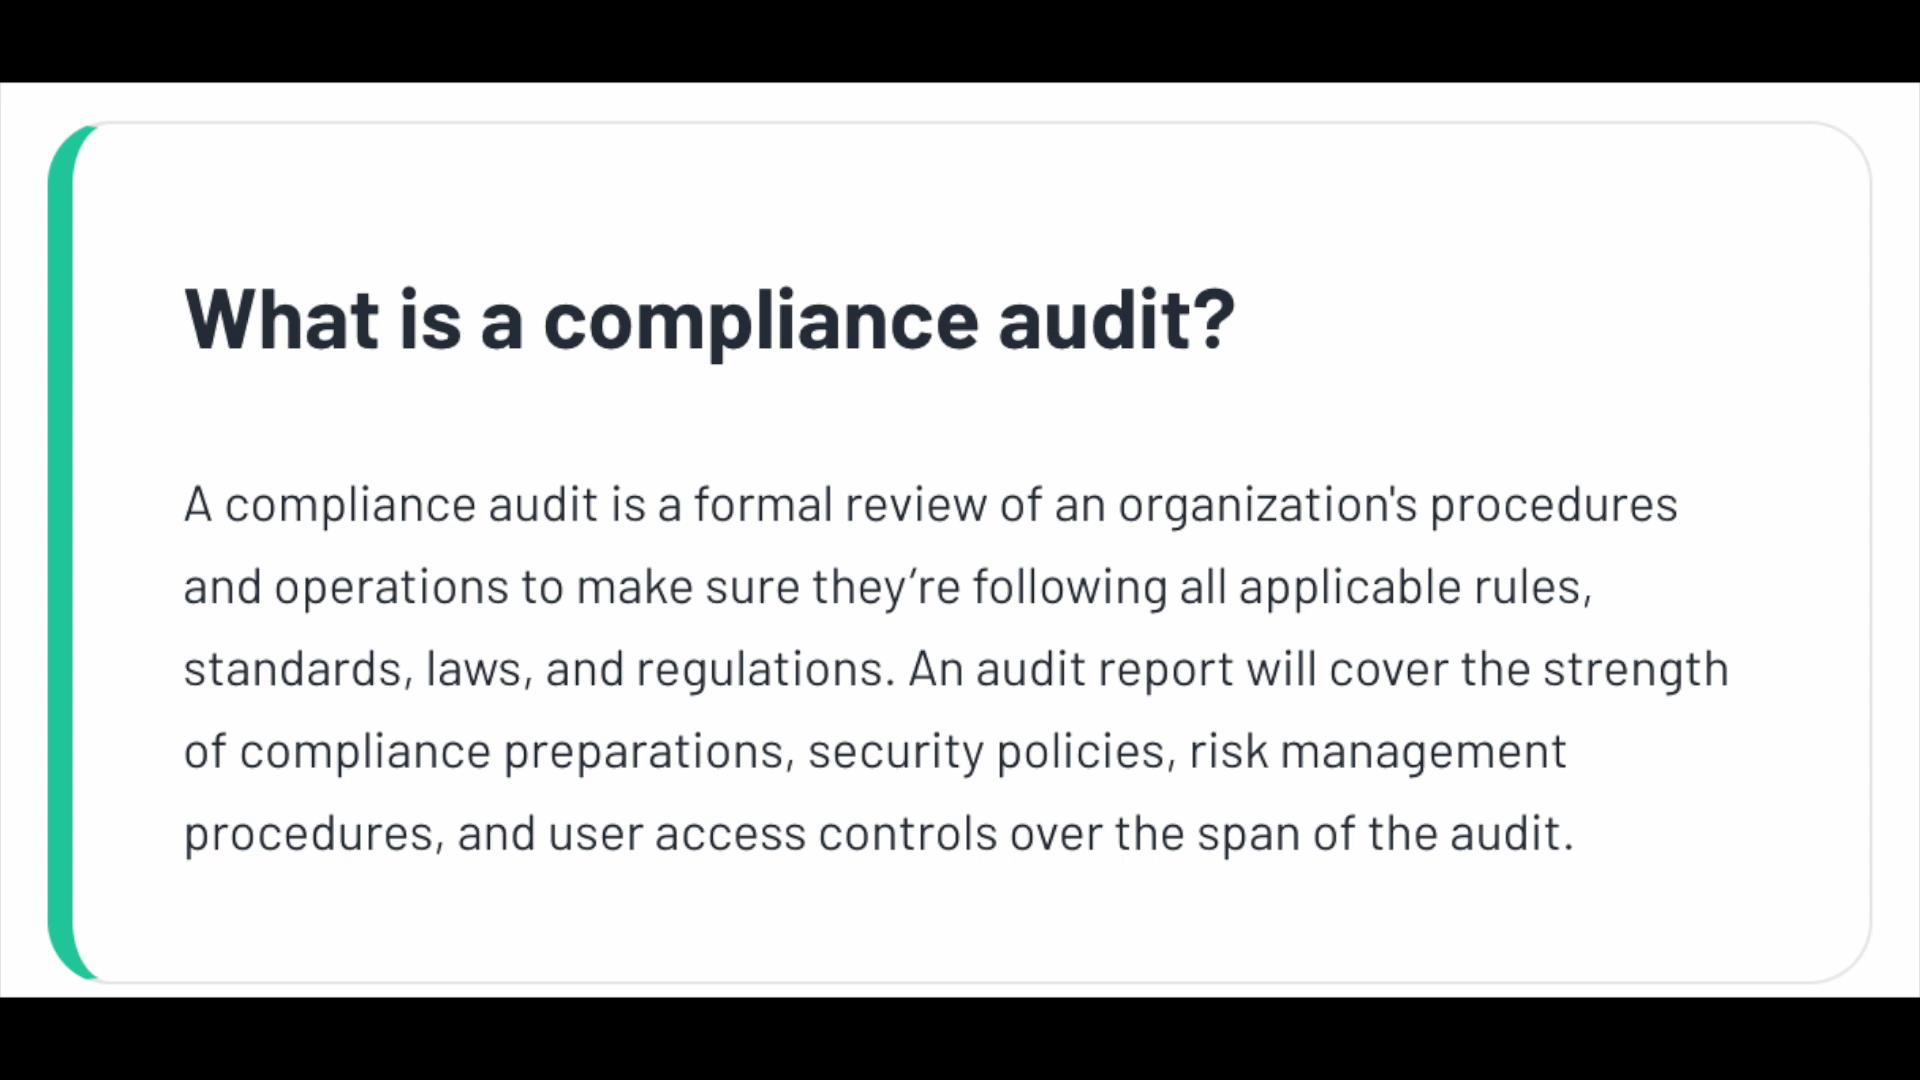 What is a compliance audit?
A compliance audit is a formal review of an organization's procedures
and operations to make sure they’re following all applicable rules,
standards, laws, and regulations. An audit report will cover the strength
of compliance preparations, security policies, risk management
procedures, and user access controls over the span of the audit.